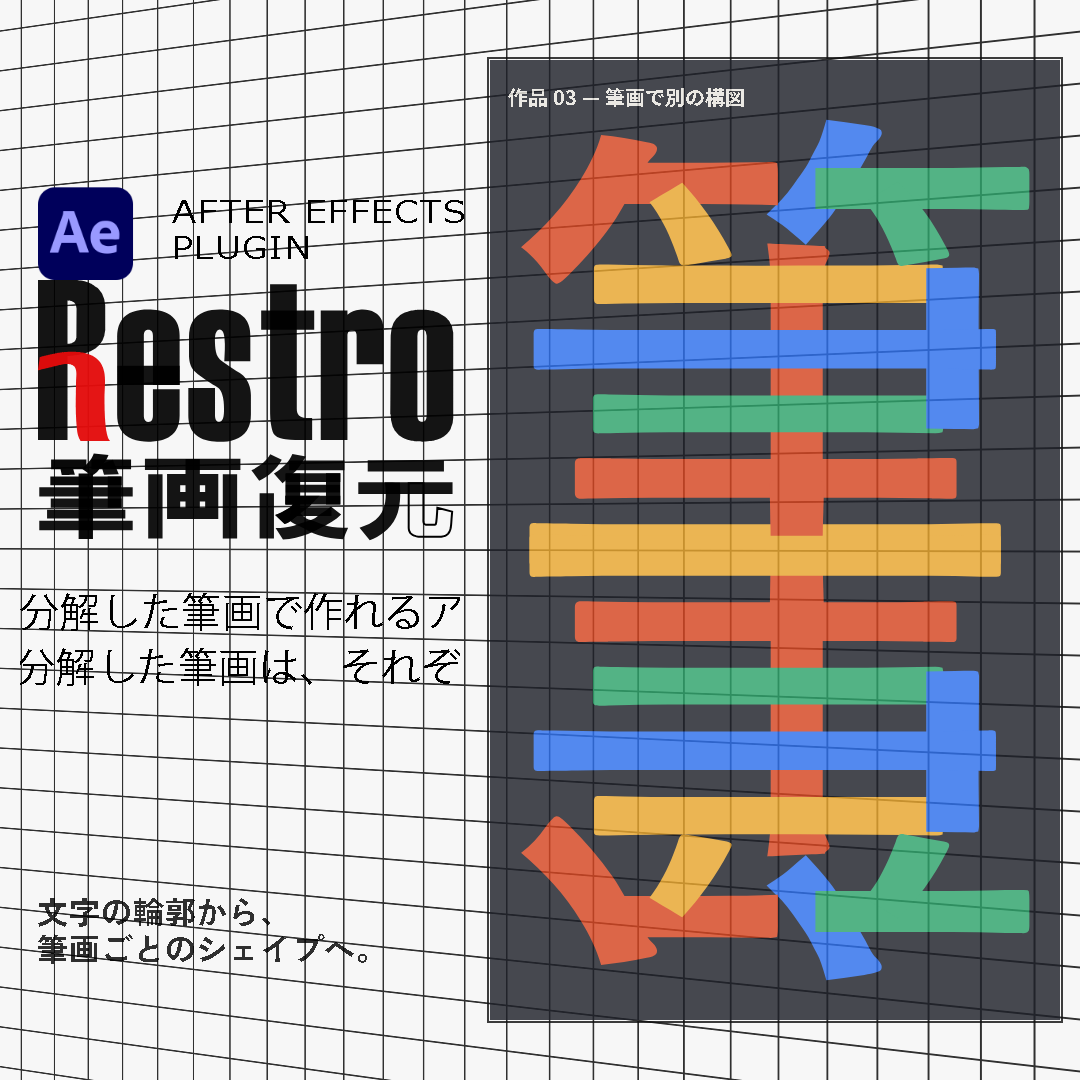 作品 03 — 筆画で別の構図
Ae
AFTER EFFECTS
PLUGIN
Restro
筆画復元
分解した筆画で作れるア
分解した筆画は、それぞ
文字の輪郭から、
筆画ごとのシェイプへ。